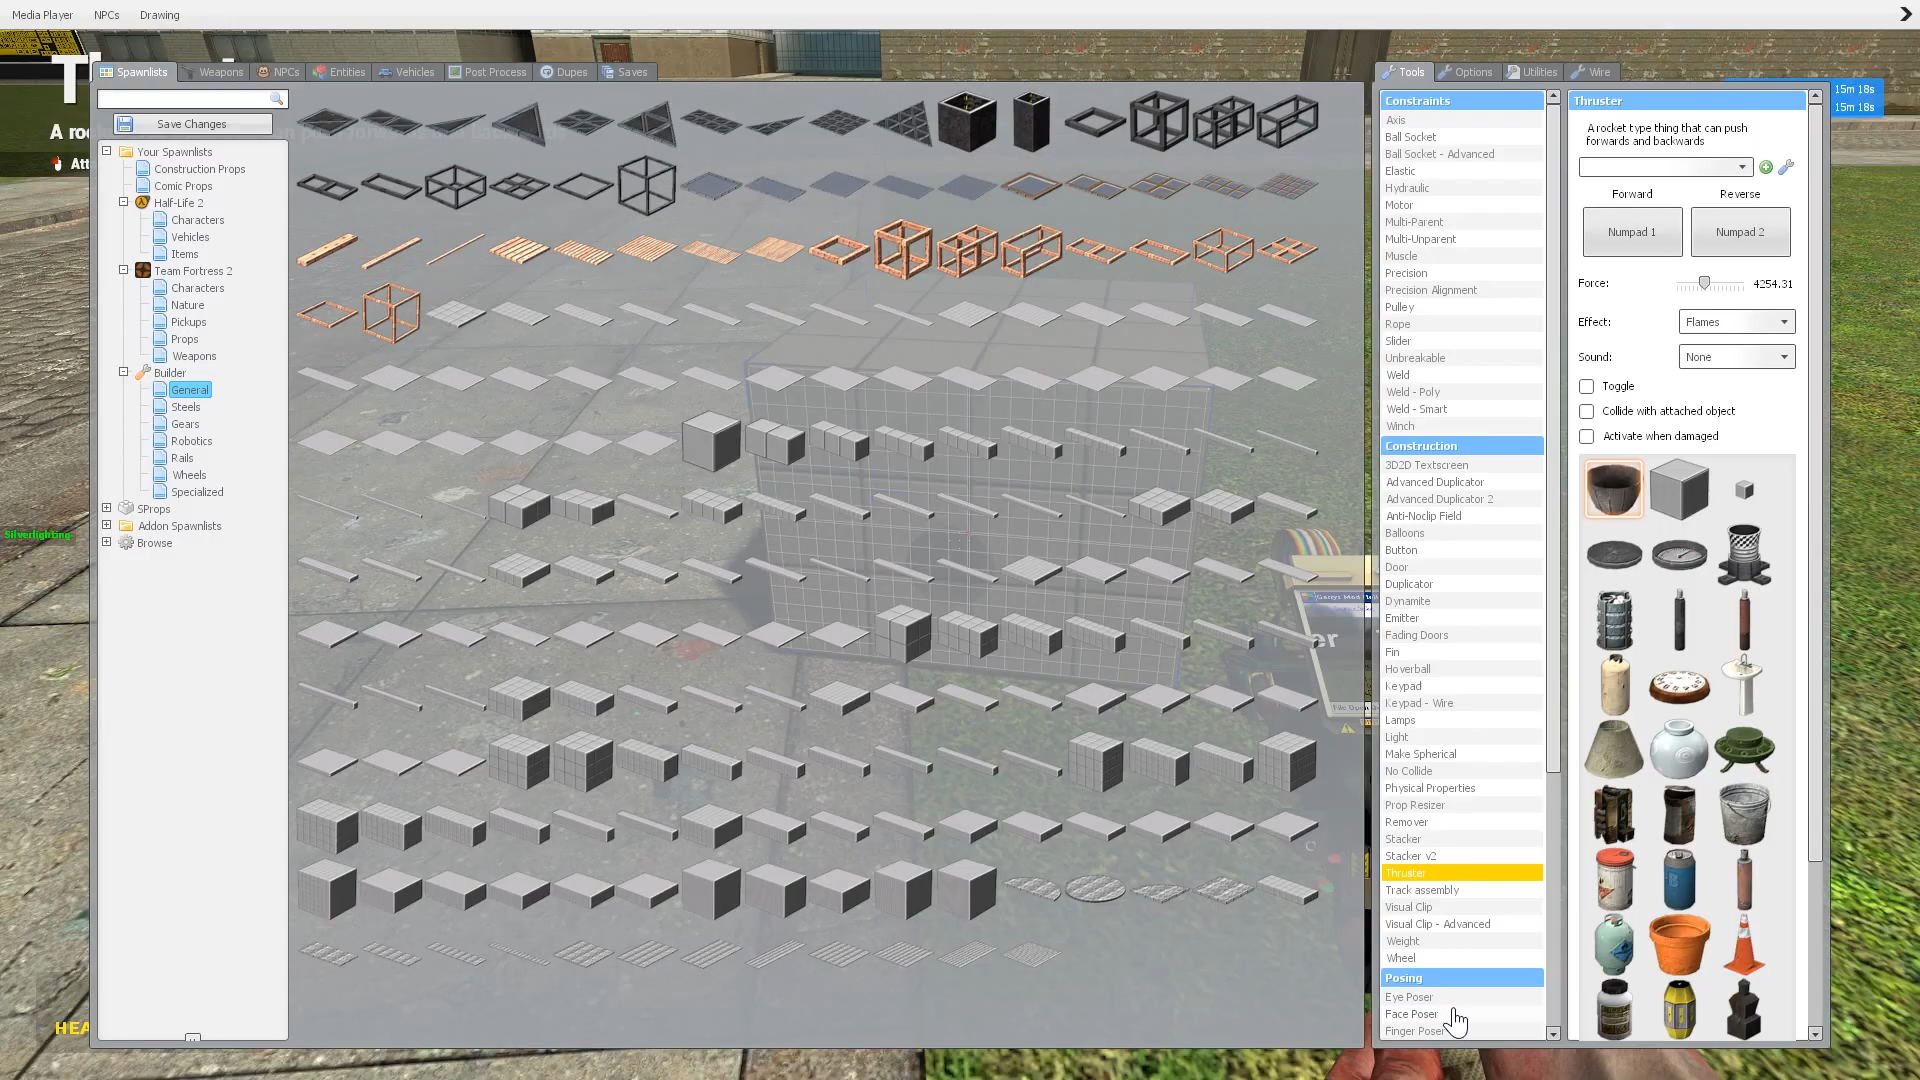 Media Player NPCs Drawing
Spawnlists Weapons NPCs Entities Vehicles Post Process Dupes Saves
Tools Options Utilities Wire
Save Changes
Your Spawnlists
Construction Props
Comic Props
Half-Life 2
Characters
Vehicles
Items
Team Fortress 2
Characters
Nature
Pickups
Props
Weapons
Builder
General
Steels
Gears
Robotics
Rails
Wheels
Specialized
SProps
Addon Spawnlists
Browse
Silverlighting
HEA
T
A ro
Att
er
Constraints
Axis
Ball Socket
Ball Socket - Advanced
Elastic
Hydraulic
Motor
Multi-Parent
Multi-Unparent
Muscle
Precision
Precision Alignment
Pulley
Rope
Slider
Unbreakable
Weld
Weld - Poly
Weld - Smart
Winch
Construction
3D2D Textscreen
Advanced Duplicator
Advanced Duplicator 2
Anti-Noclip Field
Balloons
Button
Door
Duplicator
Dynamite
Emitter
Fading Doors
Fin
Hoverball
Keypad
Keypad - Wire
Lamps
Light
Make Spherical
No Collide
Physical Properties
Prop Resizer
Remover
Stacker
Stacker v2
Thruster
Track assembly
Visual Clip
Visual Clip - Advanced
Weight
Wheel
Posing
Eye Poser
Face Poser
Finger Poser
Thruster
A rocket type thing that can push
forwards and backwards
Forward Reverse
Numpad 1 Numpad 2
Force: 4254.31
Effect: Flames
Sound: None
Toggle
Collide with attached object
Activate when damaged
15m 18s
15m 18s